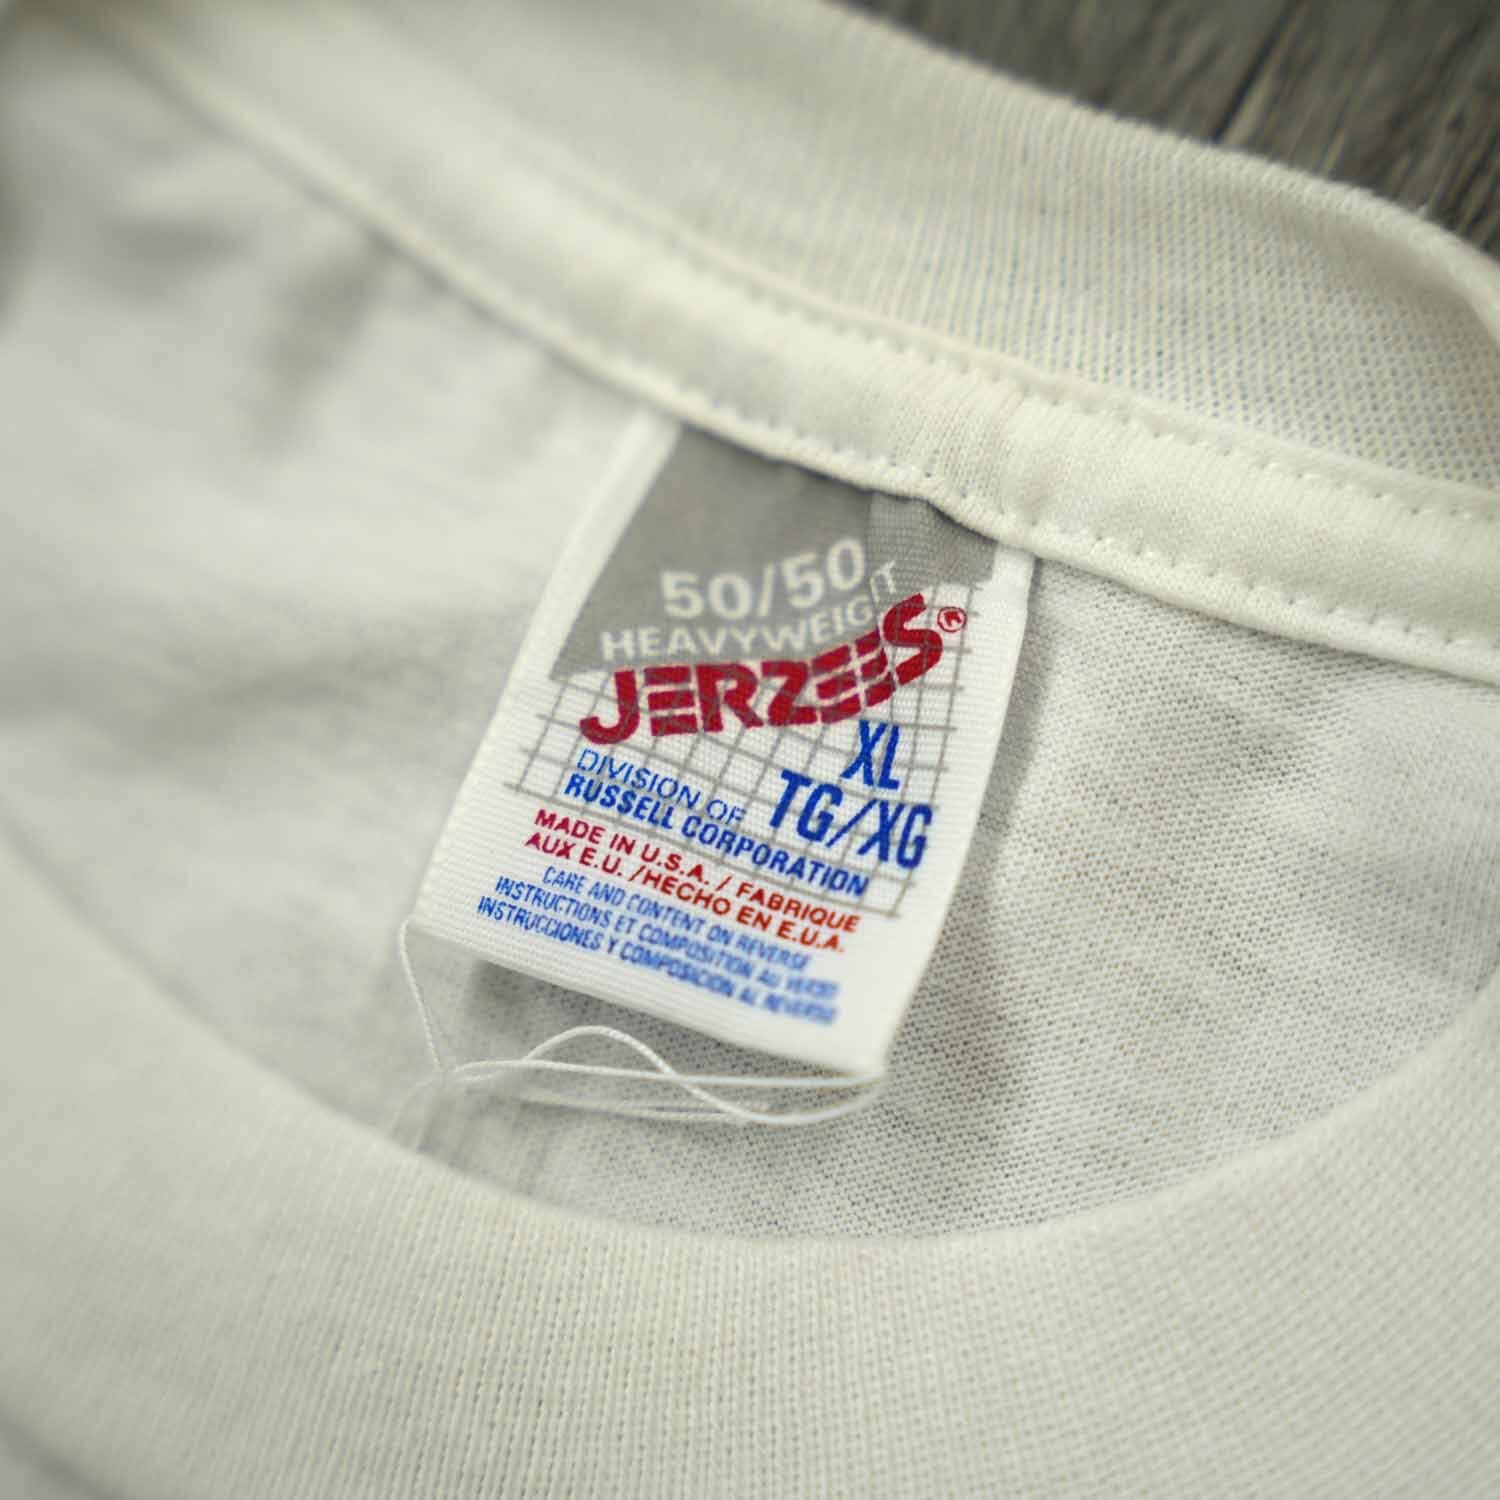 50/50
HEAVYWEIGHT
JERZEES®
XL
TG/XG
DIVISION OF
RUSSELL CORPORATION
MADE IN U.S.A. / FABRIQUE
AUX E.U. /HECHO EN E.U.A.
CARE AND CONTENT ON REVERSE
INSTRUCTIONS ET COMPOSITION AU VERSO
INSTRUCCIONES Y COMPOSICION AL REVERSO